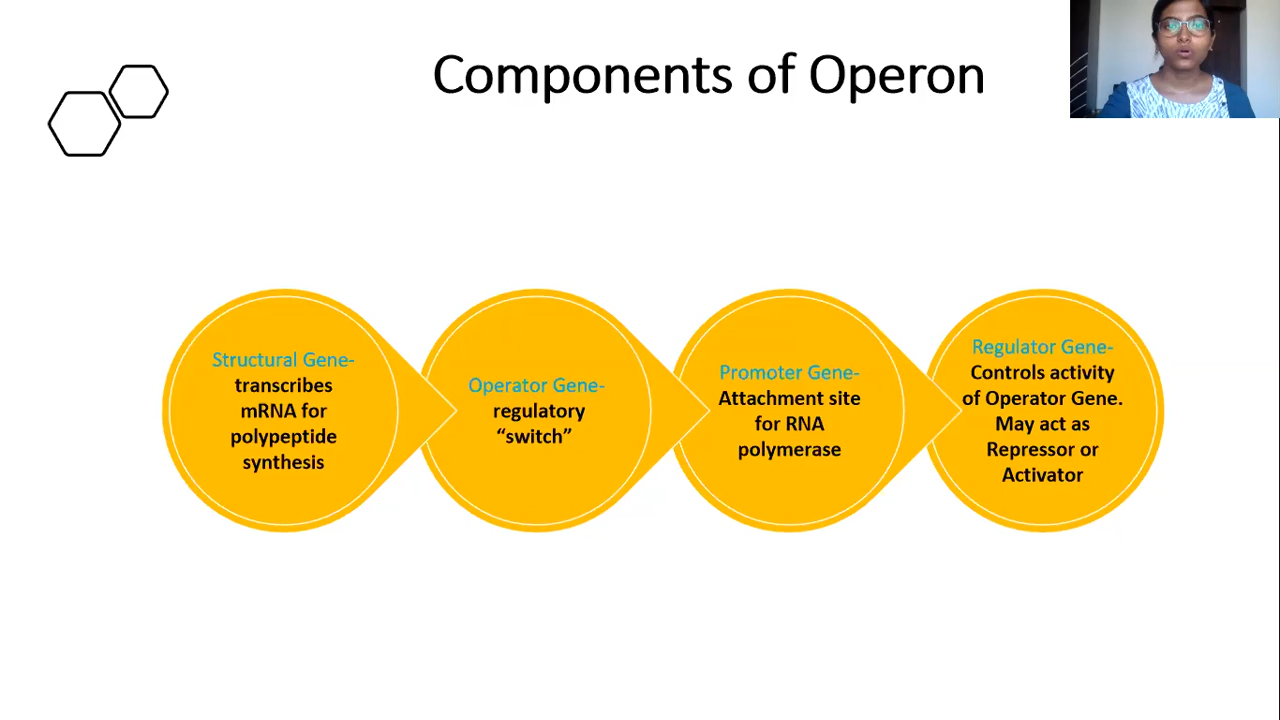 Components of Operon
Structural Gene-
transcribes
mRNA for
polypeptide
synthesis
Operator Gene-
regulatory
“switch”
Promoter Gene-
Attachment site
for RNA
polymerase
Regulator Gene-
Controls activity
of Operator Gene.
May act as
Repressor or
Activator